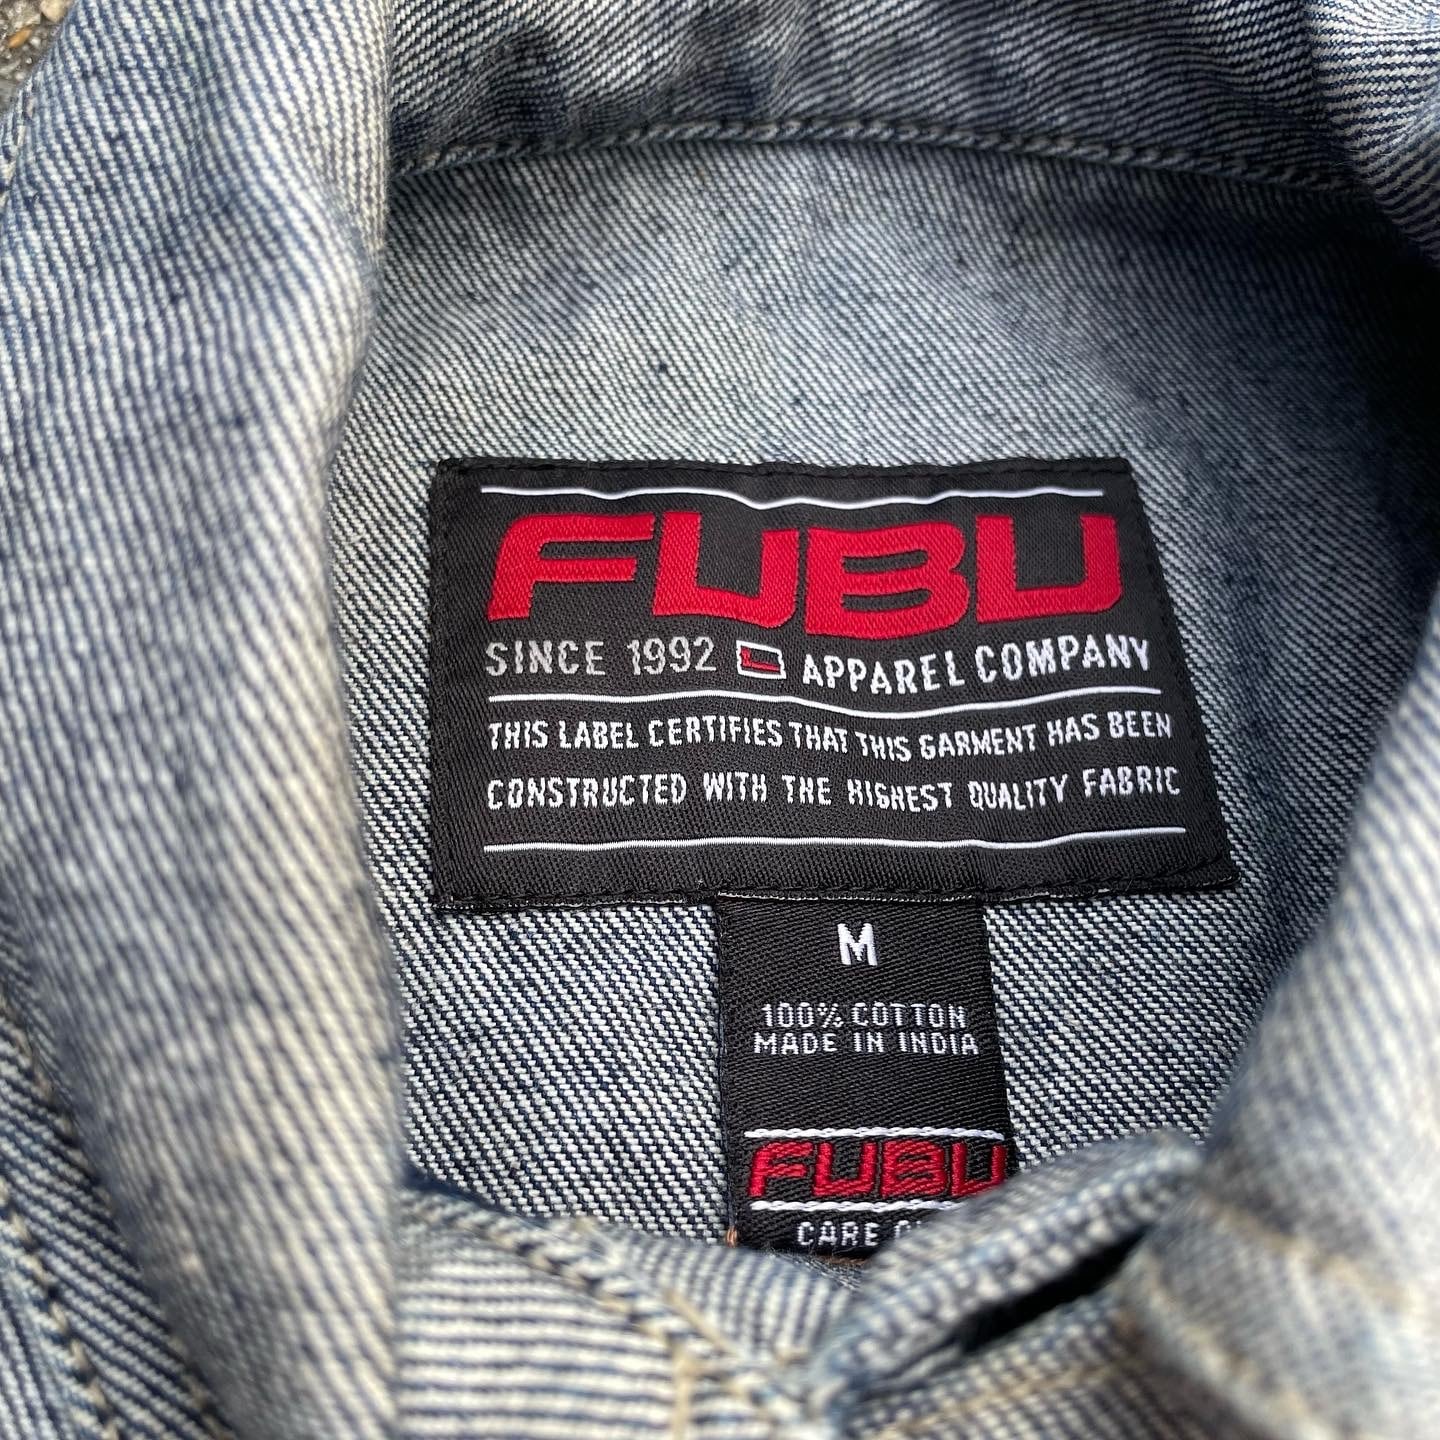 FUBU
SINCE 1992 APPAREL COMPANY
THIS LABEL CERTIFIES THAT THIS GARMENT HAS BEEN
CONSTRUCTED WITH THE HIGHEST QUALITY FABRIC
M
100% COTTON
MADE IN INDIA
FUBU
CARE